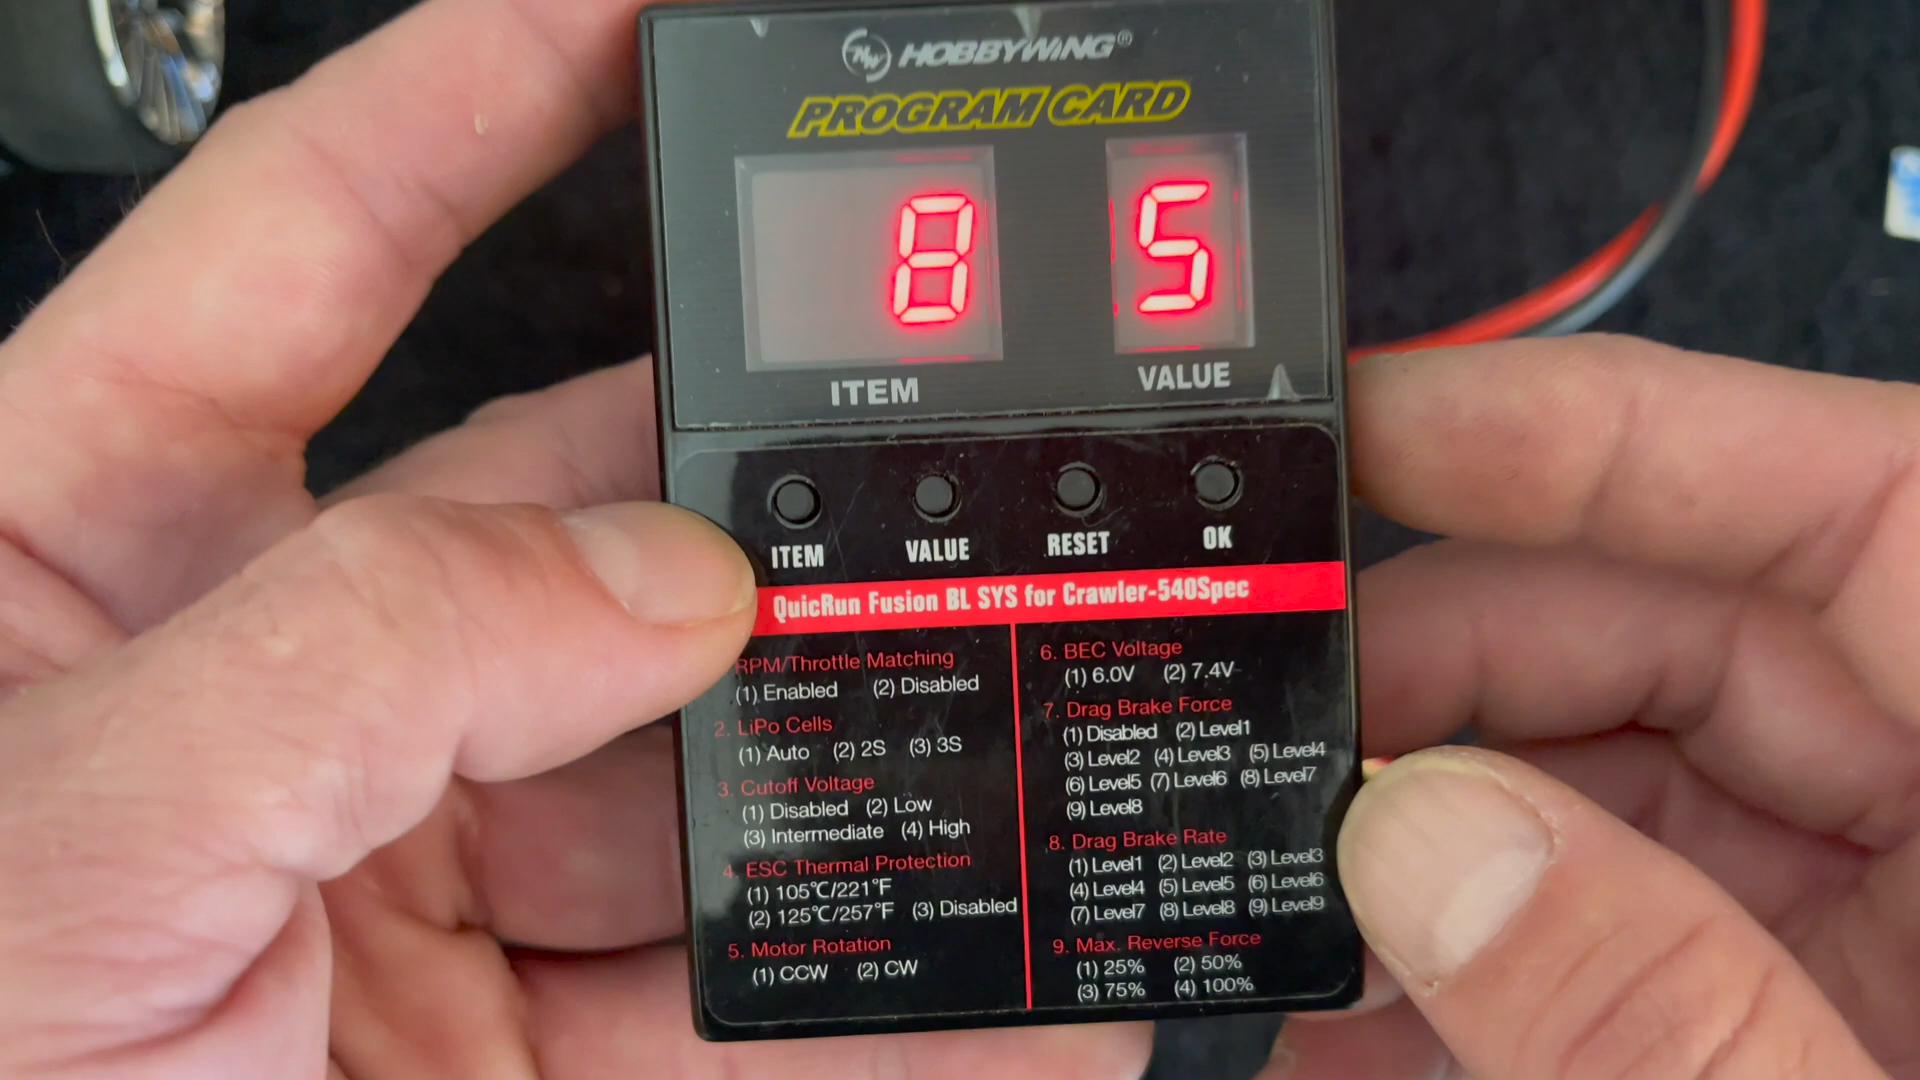 HW HOBBYWING®
PROGRAM CARD
8 5
ITEM VALUE
ITEM VALUE RESET OK
QuicRun Fusion BL SYS for Crawler-540Spec
RPM/Throttle Matching
(1) Enabled (2) Disabled
2. LiPo Cells
(1) Auto (2) 2S (3) 3S
3. Cutoff Voltage
(1) Disabled (2) Low
(3) Intermediate (4) High
4. ESC Thermal Protection
(1) 105℃/221°F
(2) 125℃/257°F (3) Disabled
5. Motor Rotation
(1) CCW (2) CW
6. BEC Voltage
(1) 6.0V (2) 7.4V
7. Drag Brake Force
(1) Disabled (2) Level1
(3) Level2 (4) Level3 (5) Level4
(6) Level5 (7) Level6 (8) Level7
(9) Level8
8. Drag Brake Rate
(1) Level1 (2) Level2 (3) Level3
(4) Level4 (5) Level5 (6) Level6
(7) Level7 (8) Level8 (9) Level9
9. Max. Reverse Force
(1) 25% (2) 50%
(3) 75% (4) 100%